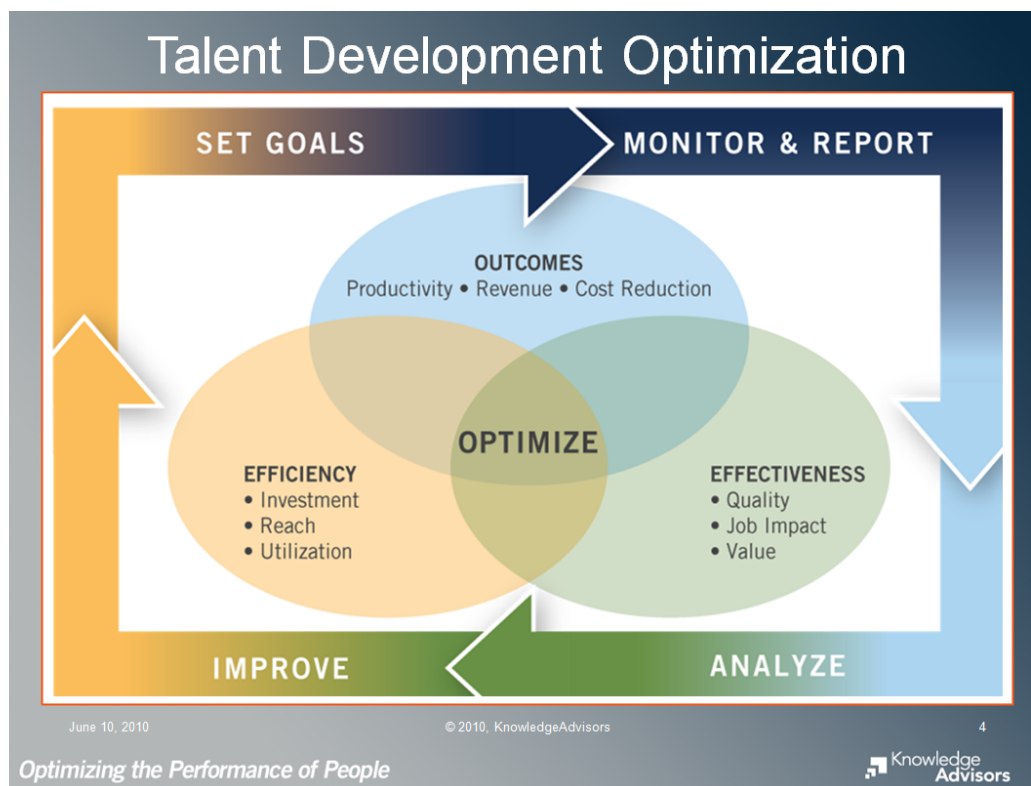 Talent Development Optimization
SET GOALS
MONITOR & REPORT
OUTCOMES
Productivity • Revenue • Cost Reduction
OPTIMIZE
EFFICIENCY
• Investment
• Reach
• Utilization
EFFECTIVENESS
• Quality
• Job Impact
• Value
IMPROVE
ANALYZE
June 10, 2010
© 2010, KnowledgeAdvisors
4
Optimizing the Performance of People
Knowledge
Advisors